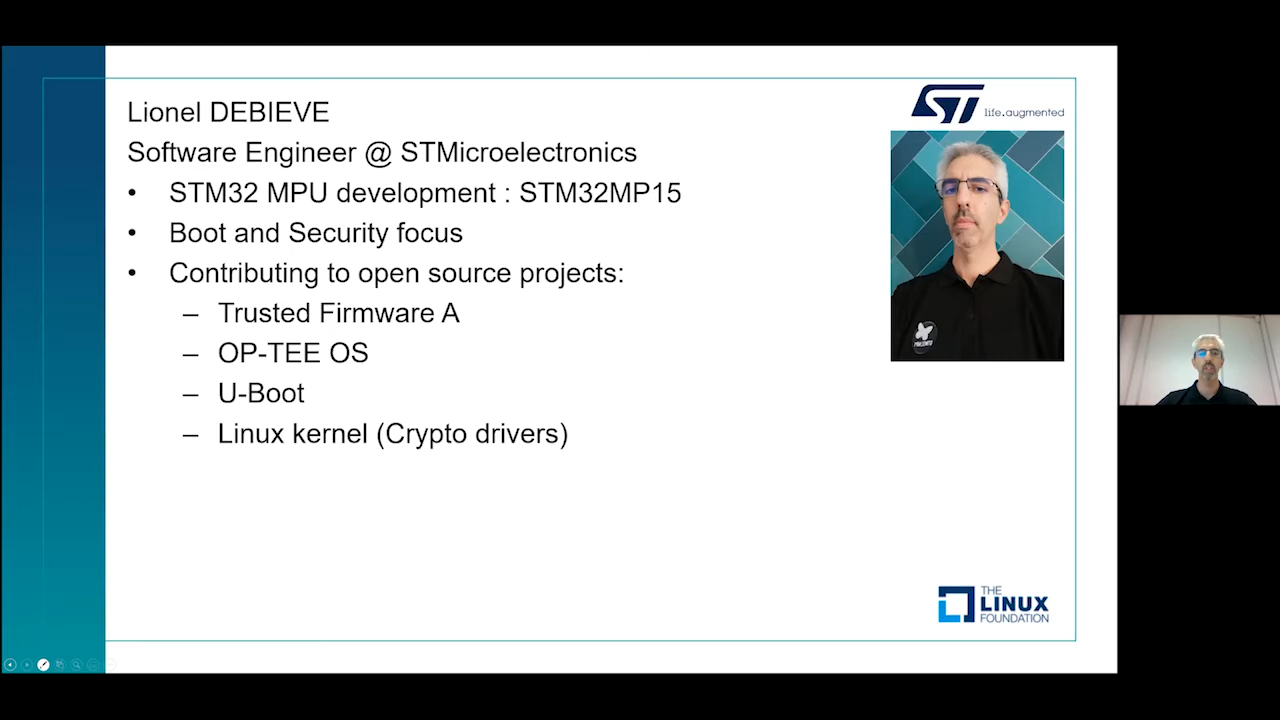 Lionel DEBIEVE
Software Engineer @ STMicroelectronics
• STM32 MPU development : STM32MP15
• Boot and Security focus
• Contributing to open source projects:
– Trusted Firmware A
– OP-TEE OS
– U-Boot
– Linux kernel (Crypto drivers)
ST life.augmented
THE
LINUX
FOUNDATION